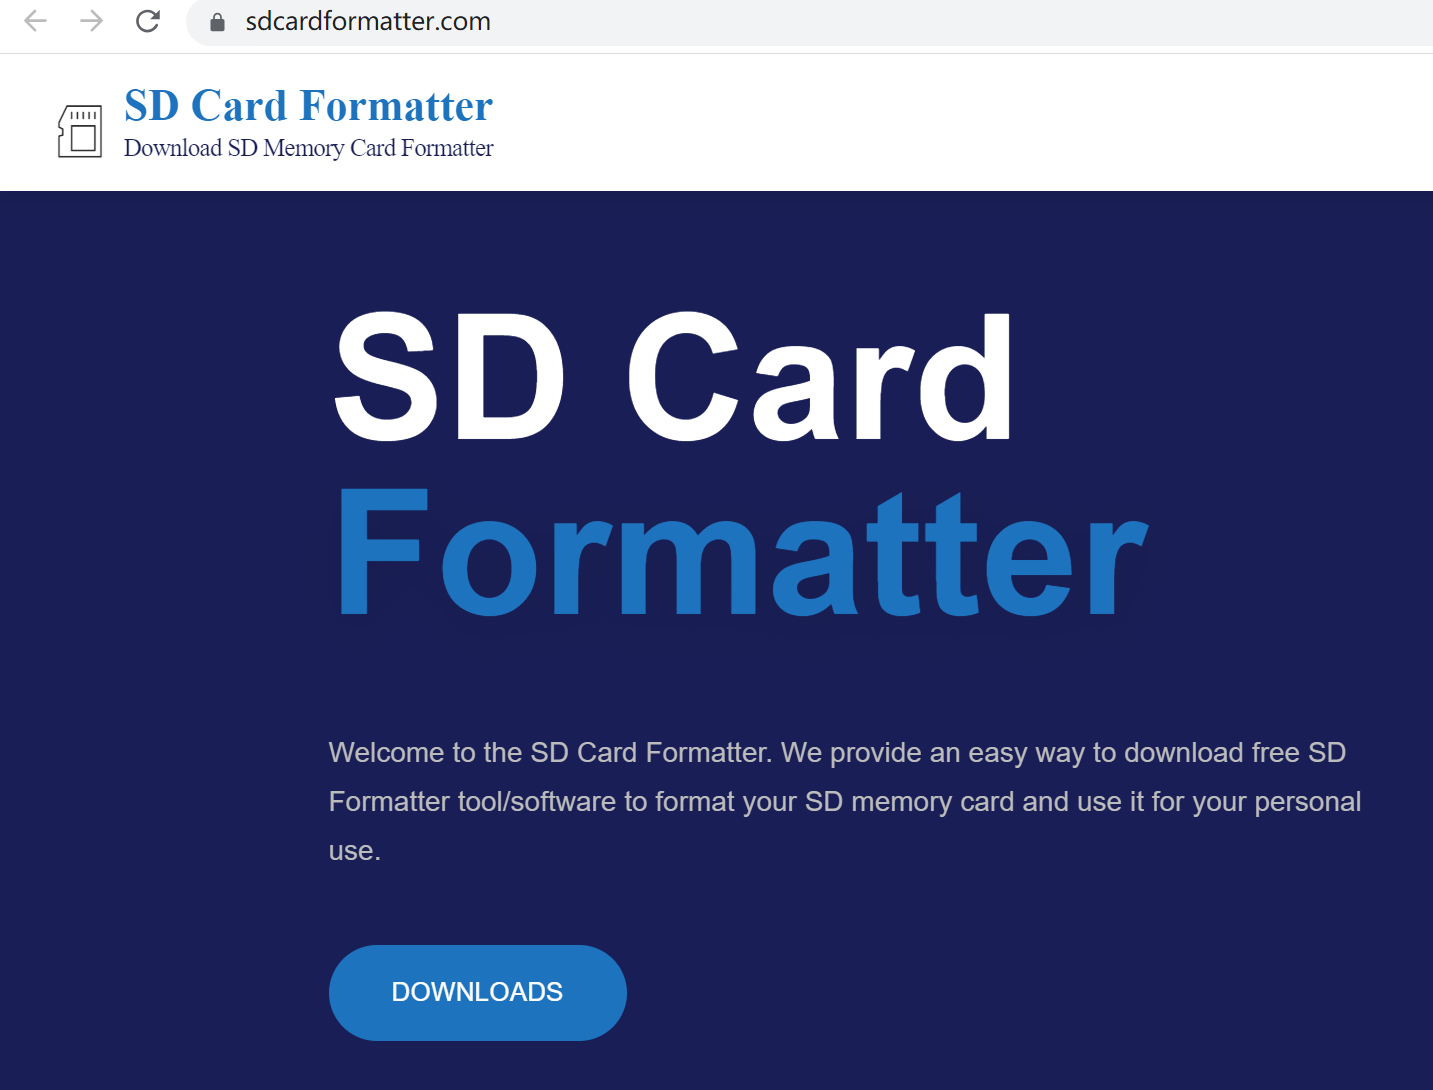 sdcardformatter.com
SD Card Formatter
Download SD Memory Card Formatter
SD Card
Formatter
Welcome to the SD Card Formatter. We provide an easy way to download free SD
Formatter tool/software to format your SD memory card and use it for your personal
use.
DOWNLOADS